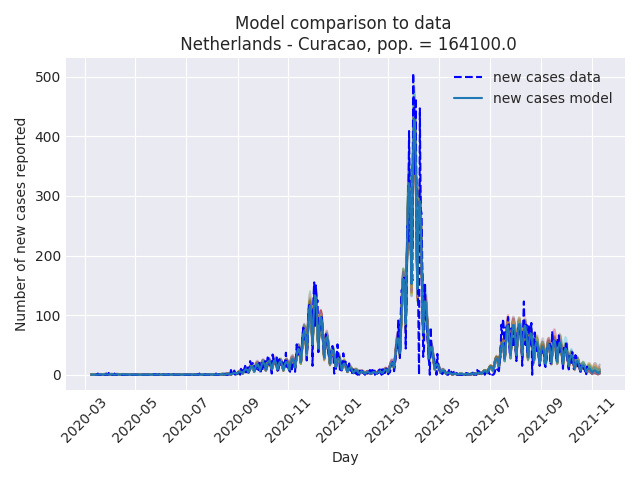 Model comparison to data
Netherlands - Curacao, pop. = 164100.0
new cases data
new cases model
Number of new cases reported
500
400
300
200
100
0
2020-03
2020-05
2020-07
2020-09
2020-11
2021-01
2021-03
2021-05
2021-07
2021-09
2021-11
Day